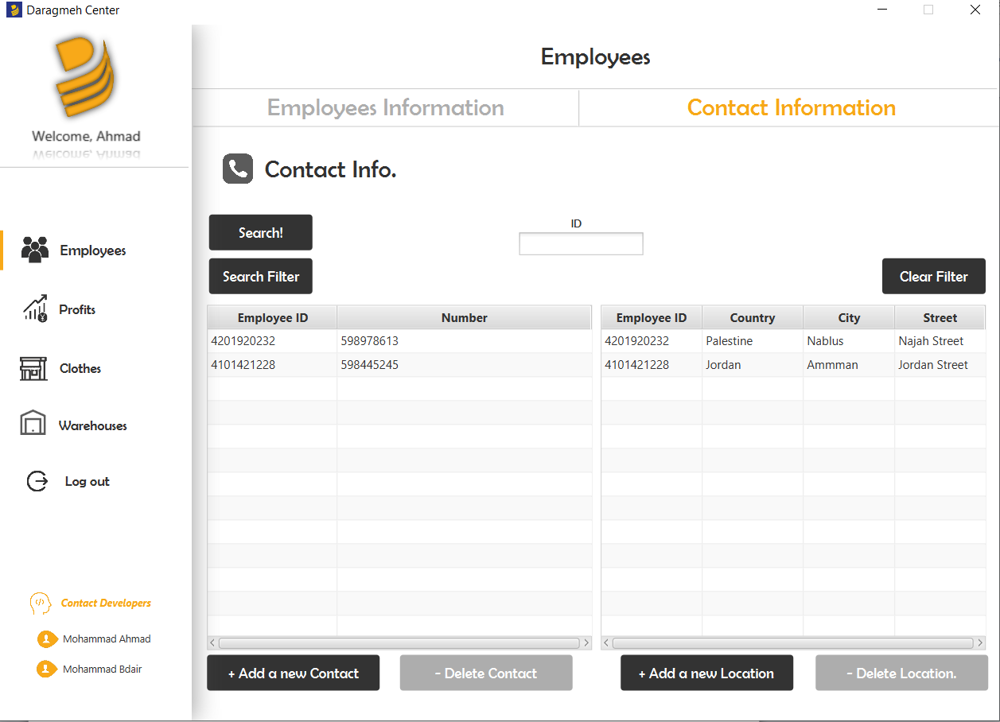 Daragmeh Center
Welcome, Ahmad
Employees
Profits
Clothes
Warehouses
Log out
Contact Developers
Mohammad Ahmad
Mohammad Bdair
Employees
Employees Information Contact Information
Contact Info.
Search!
ID
Search Filter
Clear Filter
Employee ID Number
4201920232 598978613
4101421228 598445245
Employee ID Country City Street
4201920232 Palestine Nablus Najah Street
4101421228 Jordan Ammman Jordan Street
+ Add a new Contact - Delete Contact + Add a new Location - Delete Location.